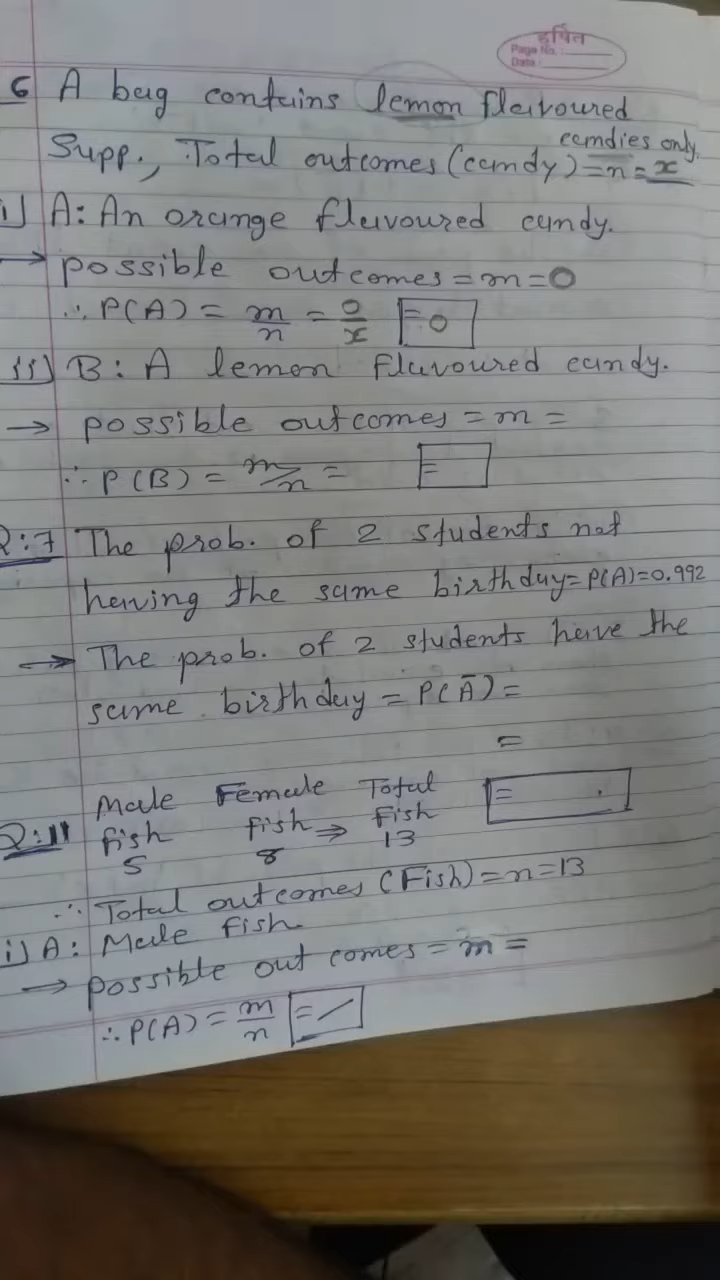 हर्षित
Page No. :
Date :
6 A bag contains lemon flavoured
candies only.
Supp., Total outcomes (candy) = n = x
i) A: An orange flavoured candy.
→ possible outcomes = m = 0
∴ P(A) = m/n = 0/x = 0
ii) B: A lemon flavoured candy.
→ possible outcomes = m =
∴ P(B) = m/n = =
Q:7 The prob. of 2 students not
having the same birthday = P(A) = 0.992
→ The prob. of 2 students have the
same birthday = P(Ā) =
=
=
Q:11 Male Female Total
fish fish ⇒ Fish
5 8 13
∴ Total outcomes (Fish) = n = 13
i) A: Male fish
→ possible out comes = m =
∴ P(A) = m/n =